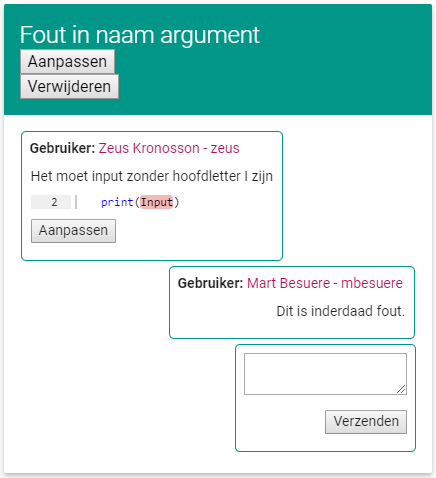 Fout in naam argument
Aanpassen
Verwijderen
Gebruiker: Zeus Kronosson - zeus
Het moet input zonder hoofdletter I zijn
2 print(Input)
Aanpassen
Gebruiker: Mart Besuere - mbesuere
Dit is inderdaad fout.
Verzenden